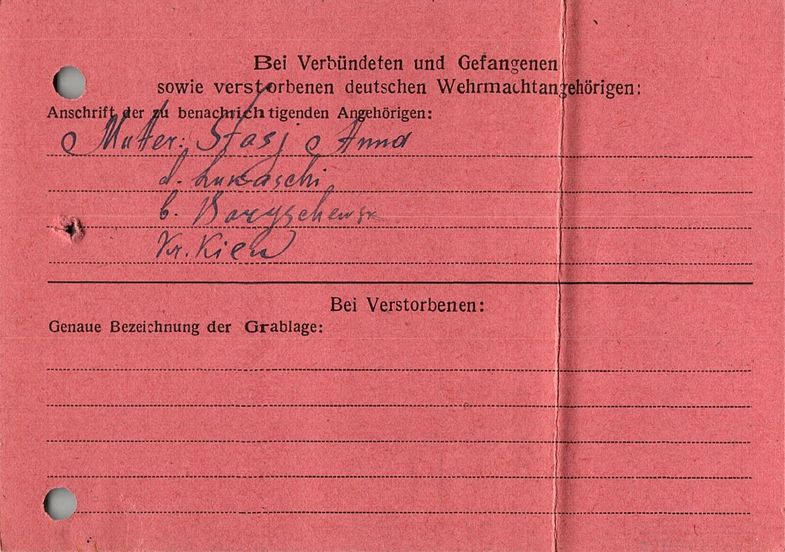 Bei Verbündeten und Gefangenen
sowie verstorbenen deutschen Wehrmachtangehörigen:
Anschrift der zu benachrichtigenden Angehörigen:
Mutter: Stasj Anna
d. Lukaschi
b.
Kr. Kiew
Bei Verstorbenen:
Genaue Bezeichnung der Grablage: